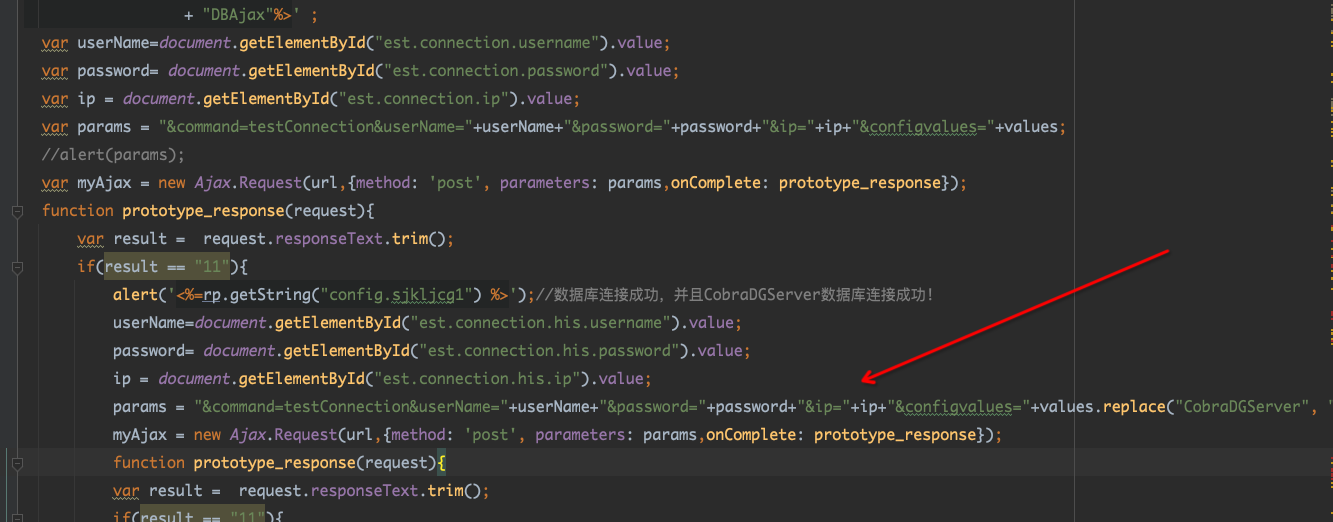 + "DBAjax"%>' ;
var userName=document.getElementById("est.connection.username").value;
var password= document.getElementById("est.connection.password").value;
var ip = document.getElementById("est.connection.ip").value;
var params = "&command=testConnection&userName="+userName+"&password="+password+"&ip="+ip+"&configvalues="+values;
//alert(params);
var myAjax = new Ajax.Request(url,{method: 'post', parameters: params,onComplete: prototype_response});
function prototype_response(request){
var result =  request.responseText.trim();
if(result == "11"){
alert('<%=rp.getString("config.sjkljcg1") %>');//数据库连接成功，并且CobraDGServer数据库连接成功！
userName=document.getElementById("est.connection.his.username").value;
password= document.getElementById("est.connection.his.password").value;
ip = document.getElementById("est.connection.his.ip").value;
params = "&command=testConnection&userName="+userName+"&password="+password+"&ip="+ip+"&configvalues="+values.replace("CobraDGServer", "
myAjax = new Ajax.Request(url,{method: 'post', parameters: params,onComplete: prototype_response});
function prototype_response(request){
var result =  request.responseText.trim();
if(result == "11"){